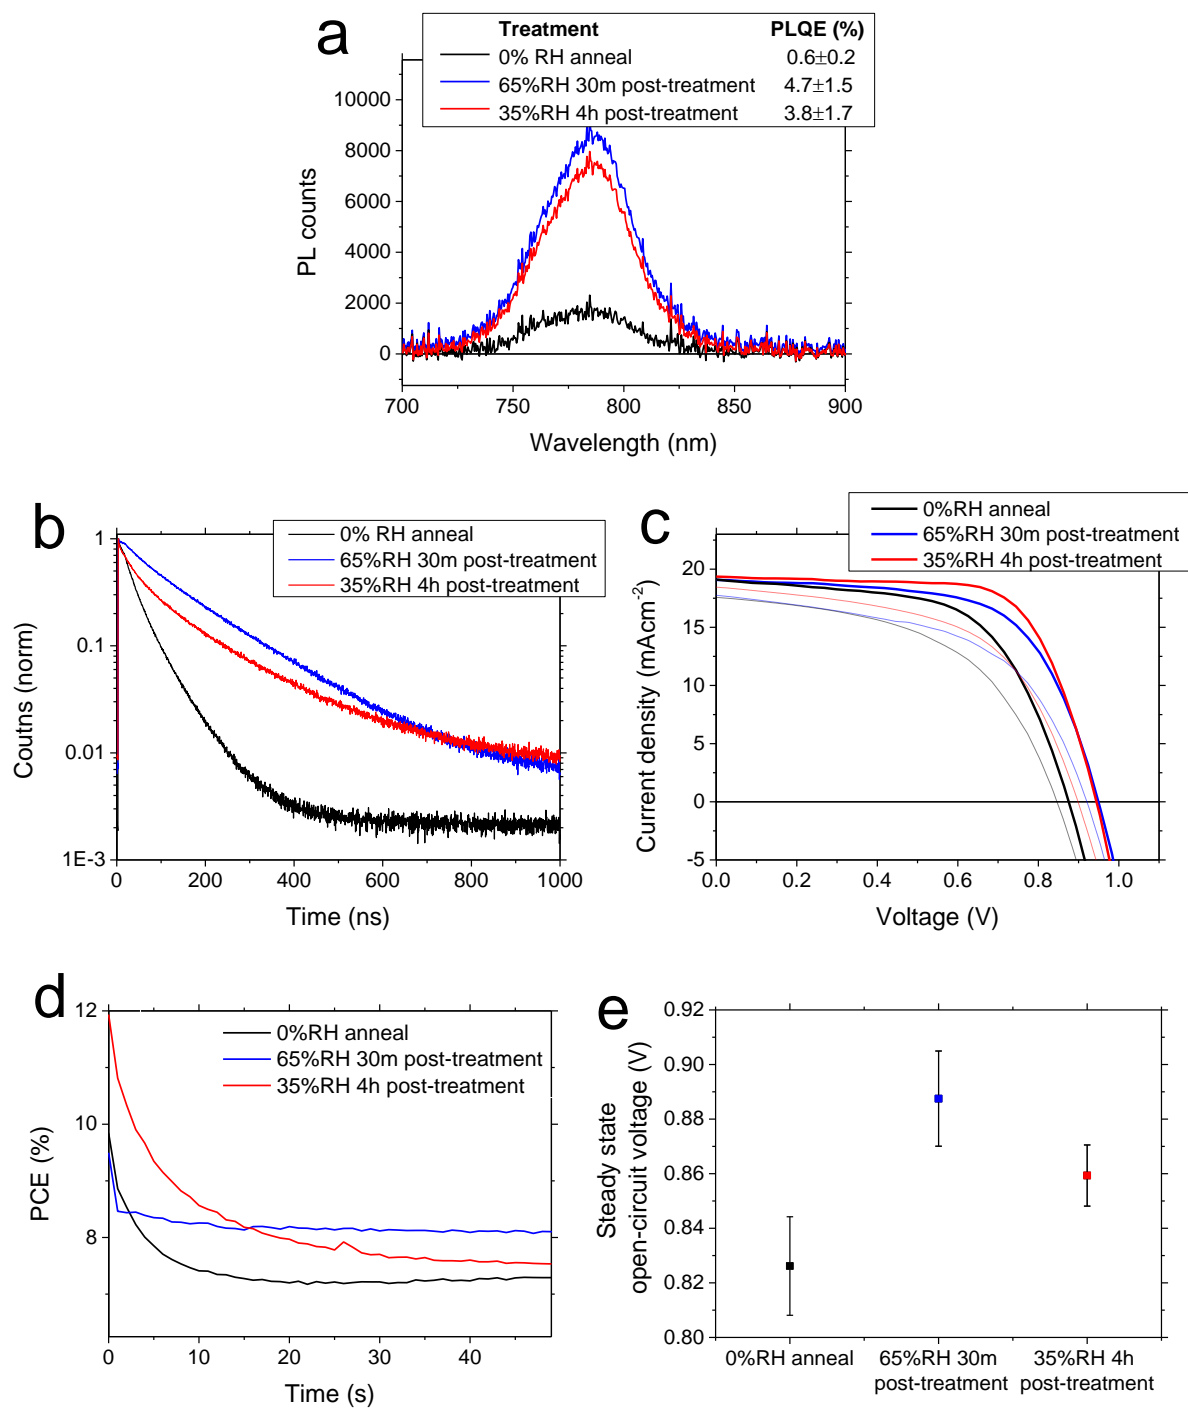 a
Treatment PLQE (%)
0% RH anneal 0.6±0.2
65%RH 30m post-treatment 4.7±1.5
35%RH 4h post-treatment 3.8±1.7
10000
8000
6000
4000
2000
0
PL counts
700 750 800 850 900
Wavelength (nm)
b
0% RH anneal
65%RH 30m post-treatment
35%RH 4h post-treatment
1
0.1
0.01
1E-3
Coutns (norm)
0 200 400 600 800 1000
Time (ns)
c
0%RH anneal
65%RH 30m post-treatment
35%RH 4h post-treatment
20
15
10
5
0
-5
Current density (mAcm-2)
0.0 0.2 0.4 0.6 0.8 1.0
Voltage (V)
d
0%RH anneal
65%RH 30m post-treatment
35%RH 4h post-treatment
12
10
8
PCE (%)
0 10 20 30 40
Time (s)
e
0.92
0.90
0.88
0.86
0.84
0.82
0.80
Steady state
open-circuit voltage (V)
0%RH anneal 65%RH 30m 35%RH 4h
post-treatment post-treatment